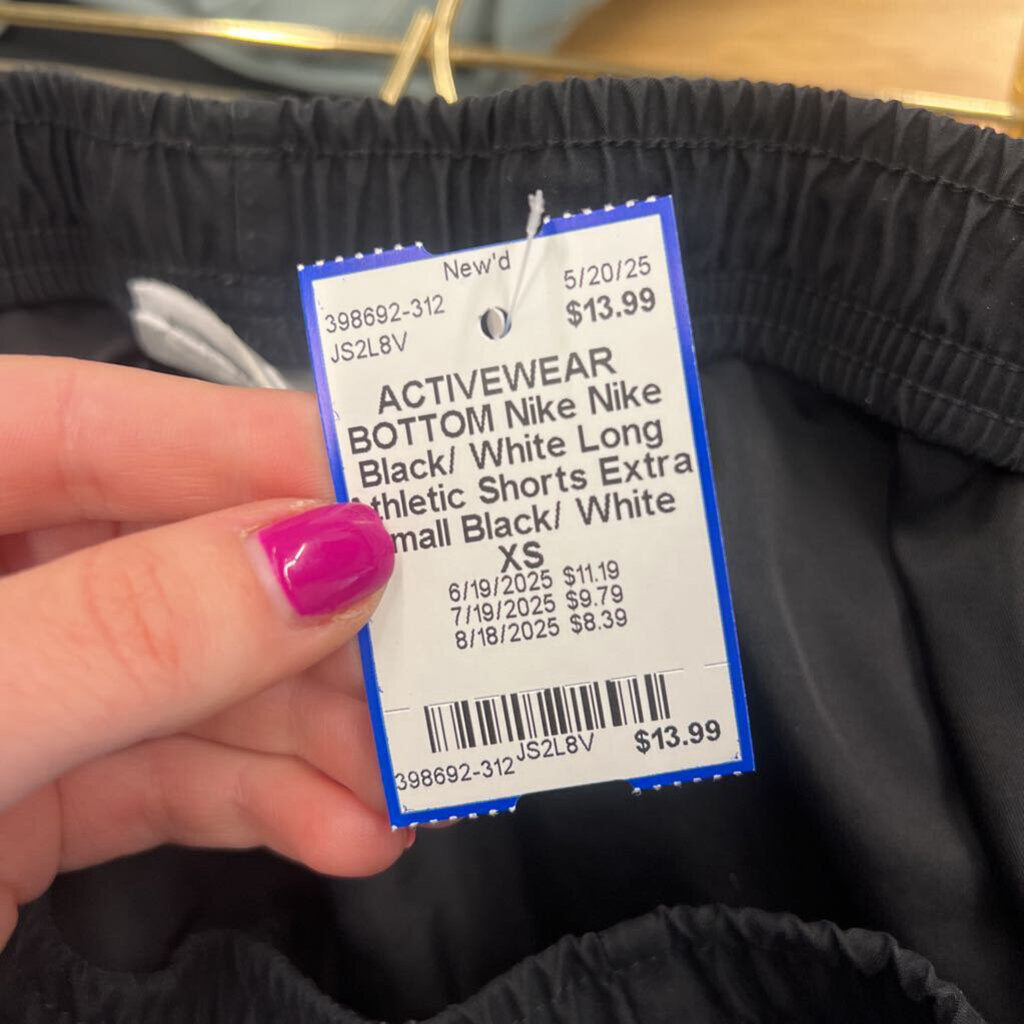 New'd
398692-312 5/20/25
JS2L8V $13.99
ACTIVEWEAR
BOTTOM Nike Nike
Black/ White Long
thletic Shorts Extra
mall Black/ White
XS
6/19/2025 $11.19
7/19/2025 $9.79
8/18/2025 $8.39
398692-312 JS2L8V $13.99